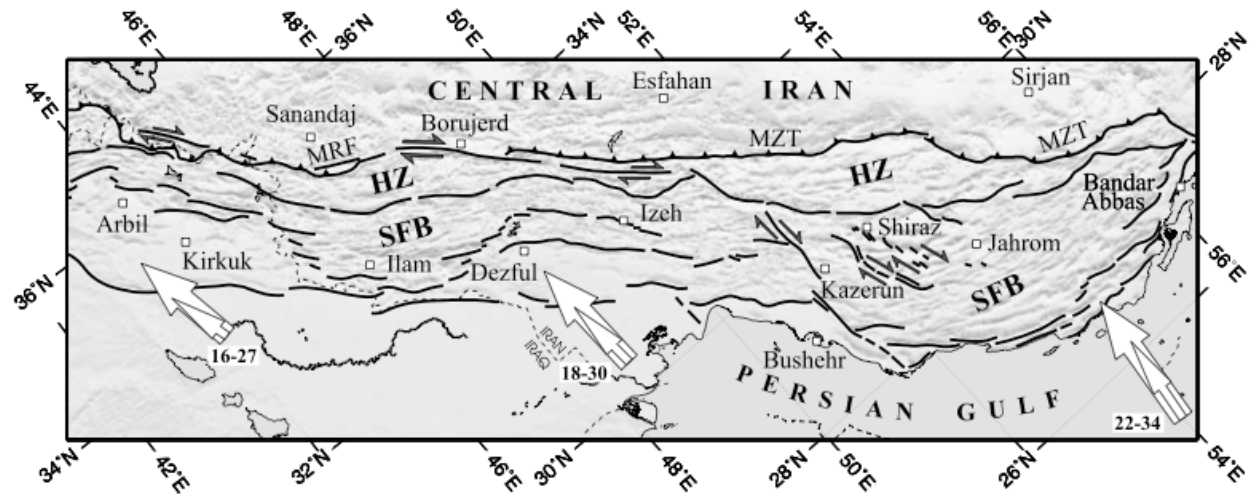 46°E
48°E
36°N
50°E
34°N
52°E
54°E
56°E
30°N
28°N
44°E
CENTRAL IRAN
Esfahan
Sirjan
Sanandaj
Borujerd
MRF
MZT
MZT
HZ
HZ
Bandar
Abbas
Arbil
SFB
Izeh
Shiraz
Jahrom
Kirkuk
Ilam
Dezful
Kazerun
SFB
56°E
36°N
IRAN
IRAQ
16-27
18-30
Bushehr
PERSIAN GULF
22-34
34°N
42°E
32°N
46°E
30°N
48°E
28°N
50°E
26°N
54°E